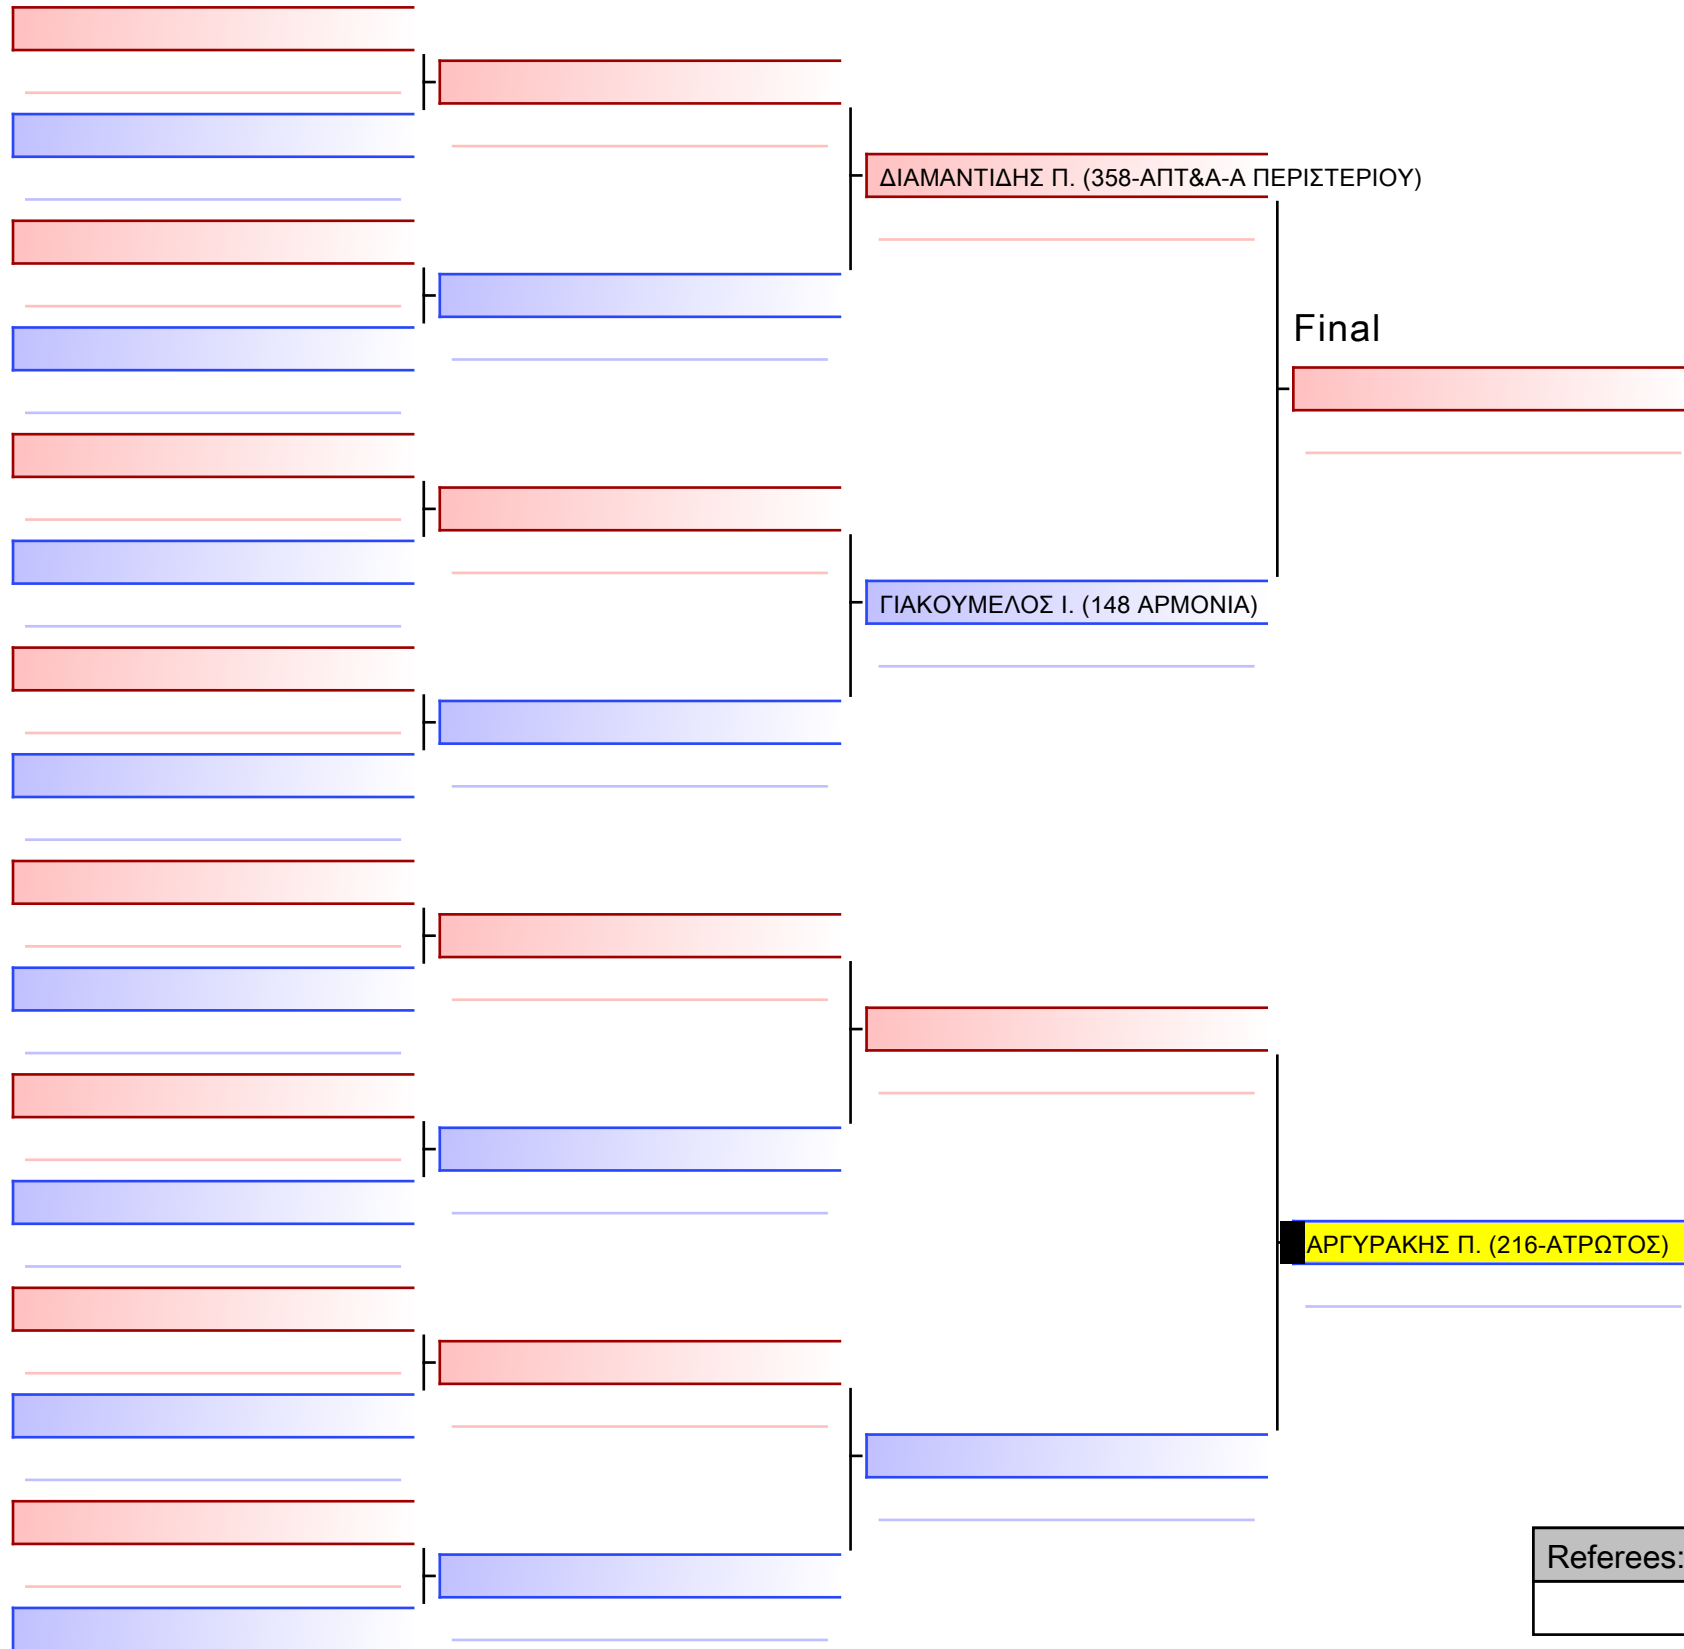 ΔΙΑΜΑΝΤΙΔΗΣ Π. (358-ΑΠΤ&Α-Α ΠΕΡΙΣΤΕΡΙΟΥ)
Final
ΓΙΑΚΟΥΜΕΛΟΣ Ι. (148 ΑΡΜΟΝΙΑ)
ΑΡΓΥΡΑΚΗΣ Π. (216-ΑΤΡΩΤΟΣ)
Referees: